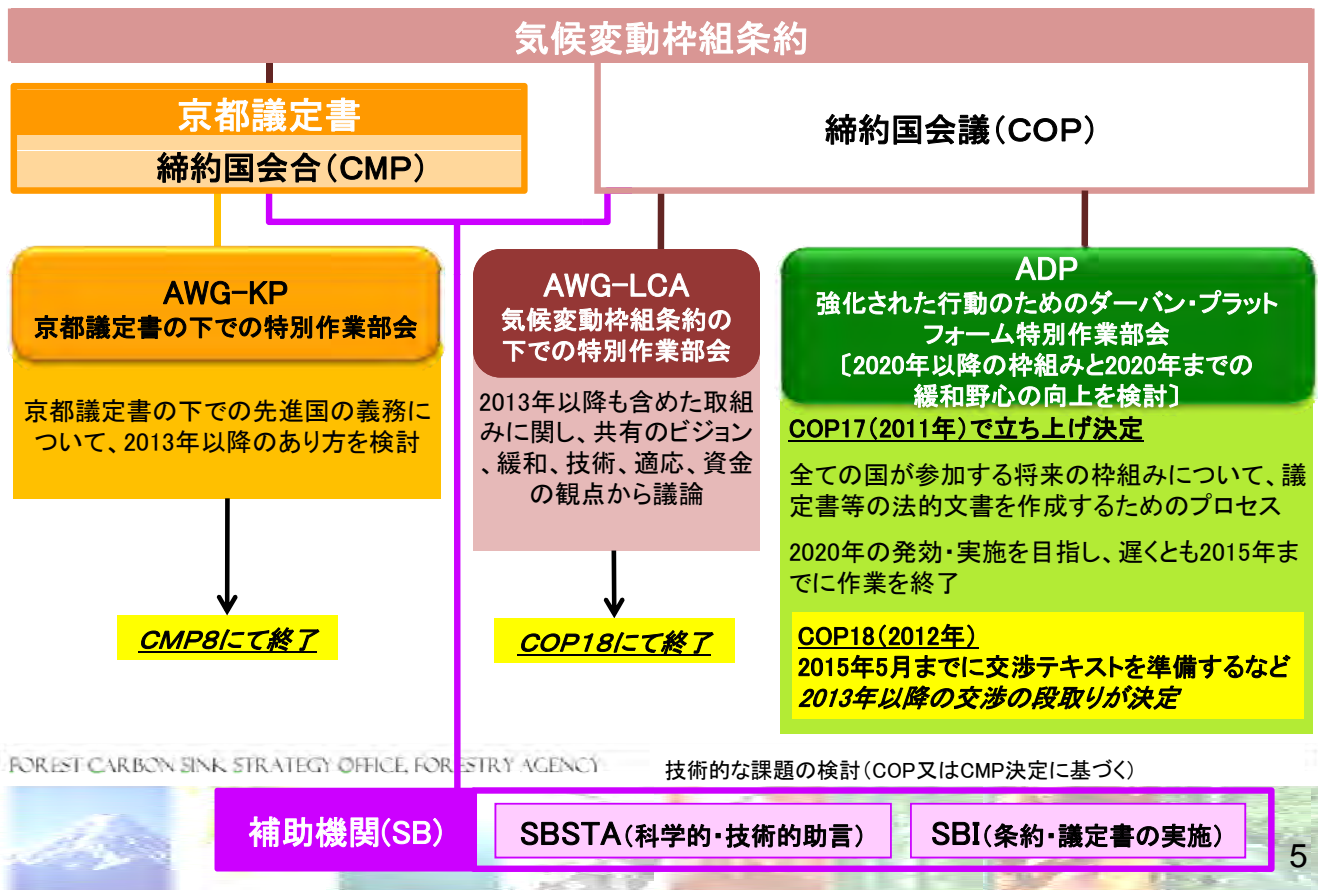 気候変動枠組条約
京都議定書
締約国会合(CMP)
締約国会議(COP)
AWG-KP
京都議定書の下での特別作業部会
京都議定書の下での先進国の義務に
ついて、2013年以降のあり方を検討
CMP8にて終了
AWG-LCA
気候変動枠組条約の
下での特別作業部会
2013年以降も含めた取組
みに関し、共有のビジョン
、緩和、技術、適応、資金
の観点から議論
COP18にて終了
ADP
強化された行動のためのダーバン・プラット
フォーム特別作業部会
〔2020年以降の枠組みと2020年までの
緩和野心の向上を検討〕
COP17(2011年)で立ち上げ決定
全ての国が参加する将来の枠組みについて、議
定書等の法的文書を作成するためのプロセス
2020年の発効・実施を目指し、遅くとも2015年ま
でに作業を終了
COP18(2012年)
2015年5月までに交渉テキストを準備するなど
2013年以降の交渉の段取りが決定
FOREST CARBON SINK STRATEGY OFFICE, FORESTRY AGENCY
技術的な課題の検討(COP又はCMP決定に基づく)
補助機関(SB)
SBSTA(科学的・技術的助言)
SBI(条約・議定書の実施)
5